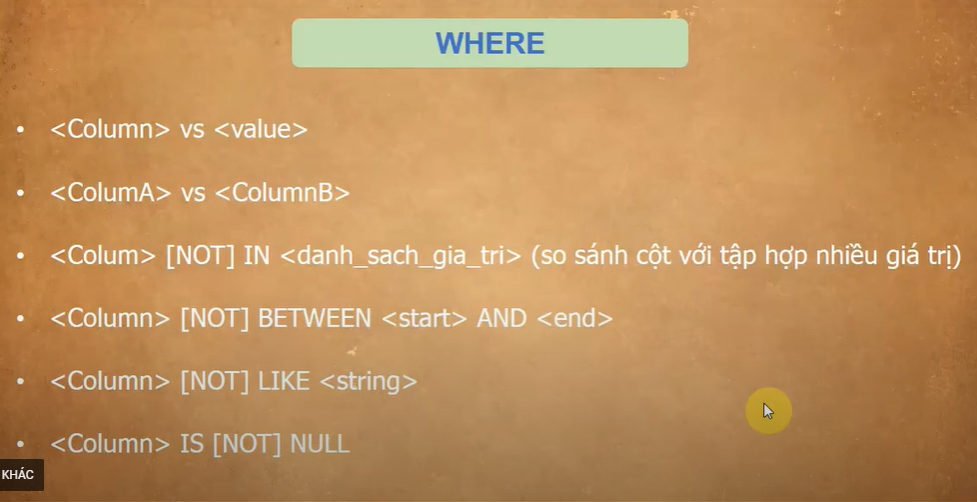 WHERE
• <Column> vs <value>
• <ColumA> vs <ColumnB>
• <Colum> [NOT] IN <danh_sach_gia_tri> (so sánh cột với tập hợp nhiều giá trị)
• <Column> [NOT] BETWEEN <start> AND <end>
• <Column> [NOT] LIKE <string>
• <Column> IS [NOT] NULL
KHÁC